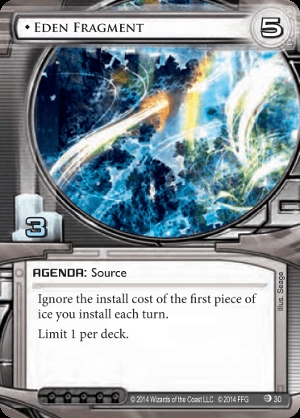 • Eden Fragment
5
3
AGENDA: Source
Ignore the install cost of the first piece of
ice you install each turn.
Limit 1 per deck.
Illus. Seage
© 2014 Wizards of the Coast LLC. © 2014 FFG
30